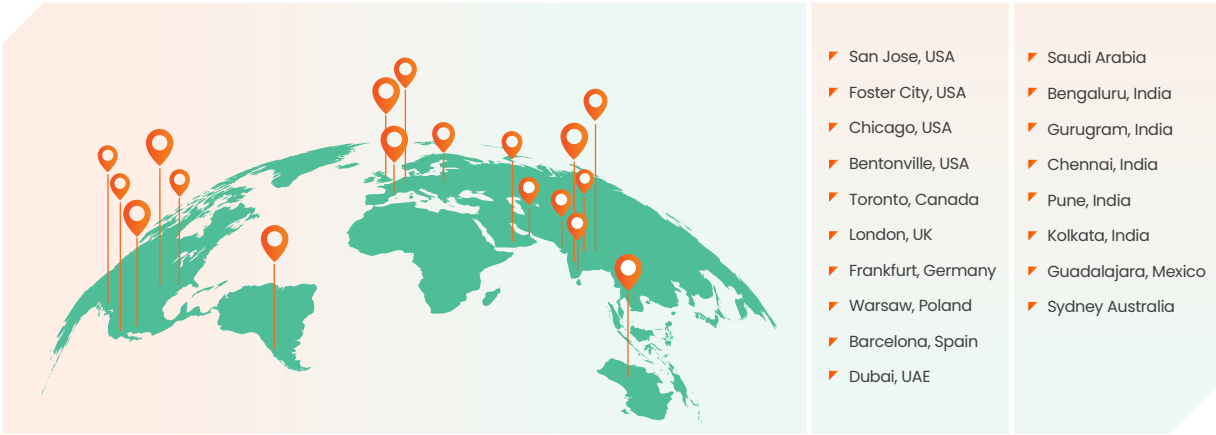 San Jose, USA
Foster City, USA
Chicago, USA
Bentonville, USA
Toronto, Canada
London, UK
Frankfurt, Germany
Warsaw, Poland
Barcelona, Spain
Dubai, UAE
Saudi Arabia
Bengaluru, India
Gurugram, India
Chennai, India
Pune, India
Kolkata, India
Guadalajara, Mexico
Sydney Australia